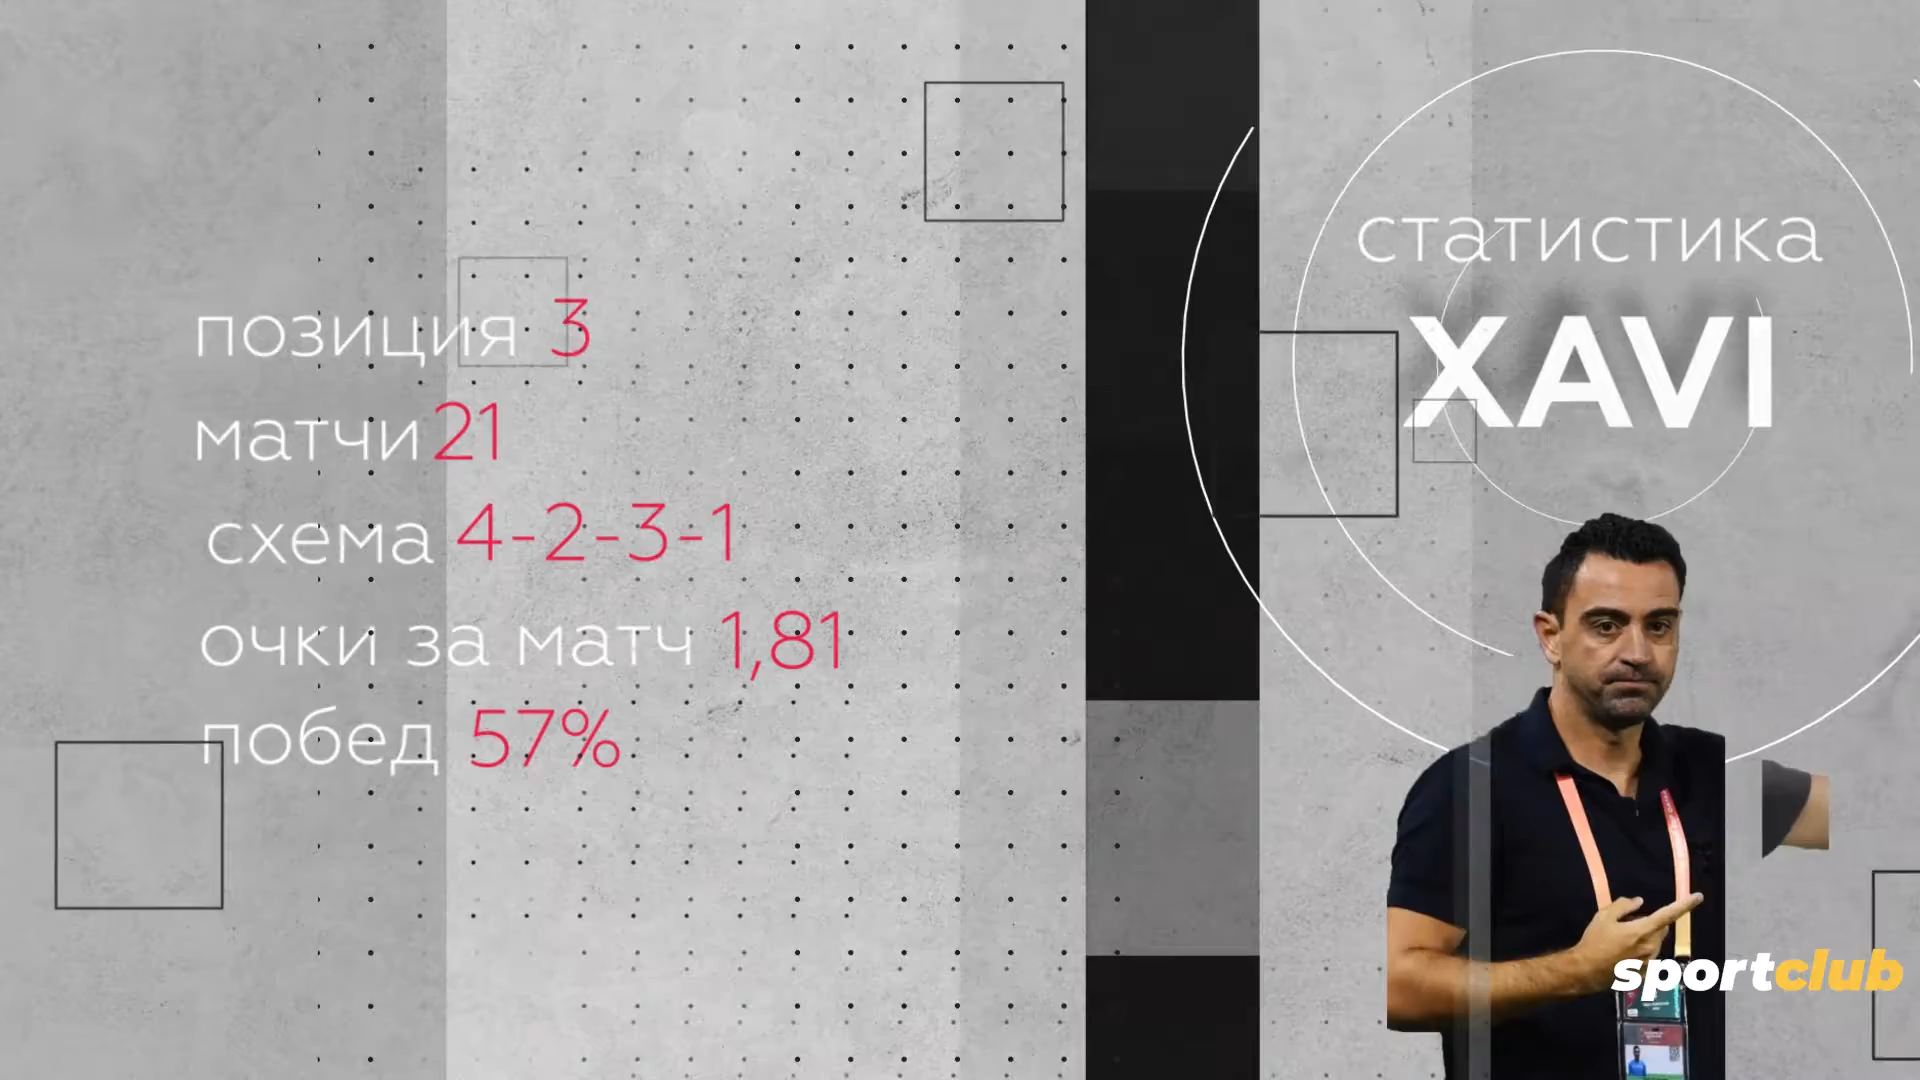 статистика
XAVI
позиция 3
матчи 21
схема 4-2-3-1
очки за матч 1,81
побед 57%
sportclub